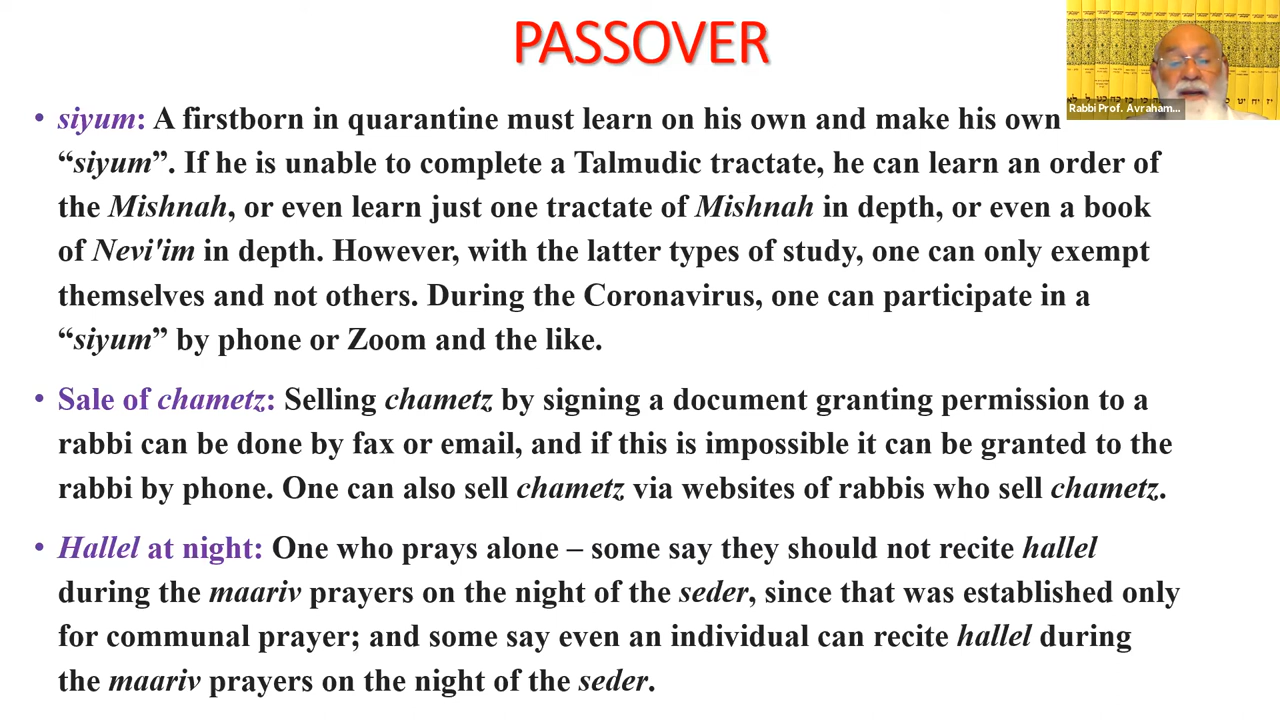 PASSOVER
Rabbi Prof. Avraham...
• siyum: A firstborn in quarantine must learn on his own and make his own
“siyum”. If he is unable to complete a Talmudic tractate, he can learn an order of
the Mishnah, or even learn just one tractate of Mishnah in depth, or even a book
of Nevi'im in depth. However, with the latter types of study, one can only exempt
themselves and not others. During the Coronavirus, one can participate in a
“siyum” by phone or Zoom and the like.
• Sale of chametz: Selling chametz by signing a document granting permission to a
rabbi can be done by fax or email, and if this is impossible it can be granted to the
rabbi by phone. One can also sell chametz via websites of rabbis who sell chametz.
• Hallel at night: One who prays alone – some say they should not recite hallel
during the maariv prayers on the night of the seder, since that was established only
for communal prayer; and some say even an individual can recite hallel during
the maariv prayers on the night of the seder.